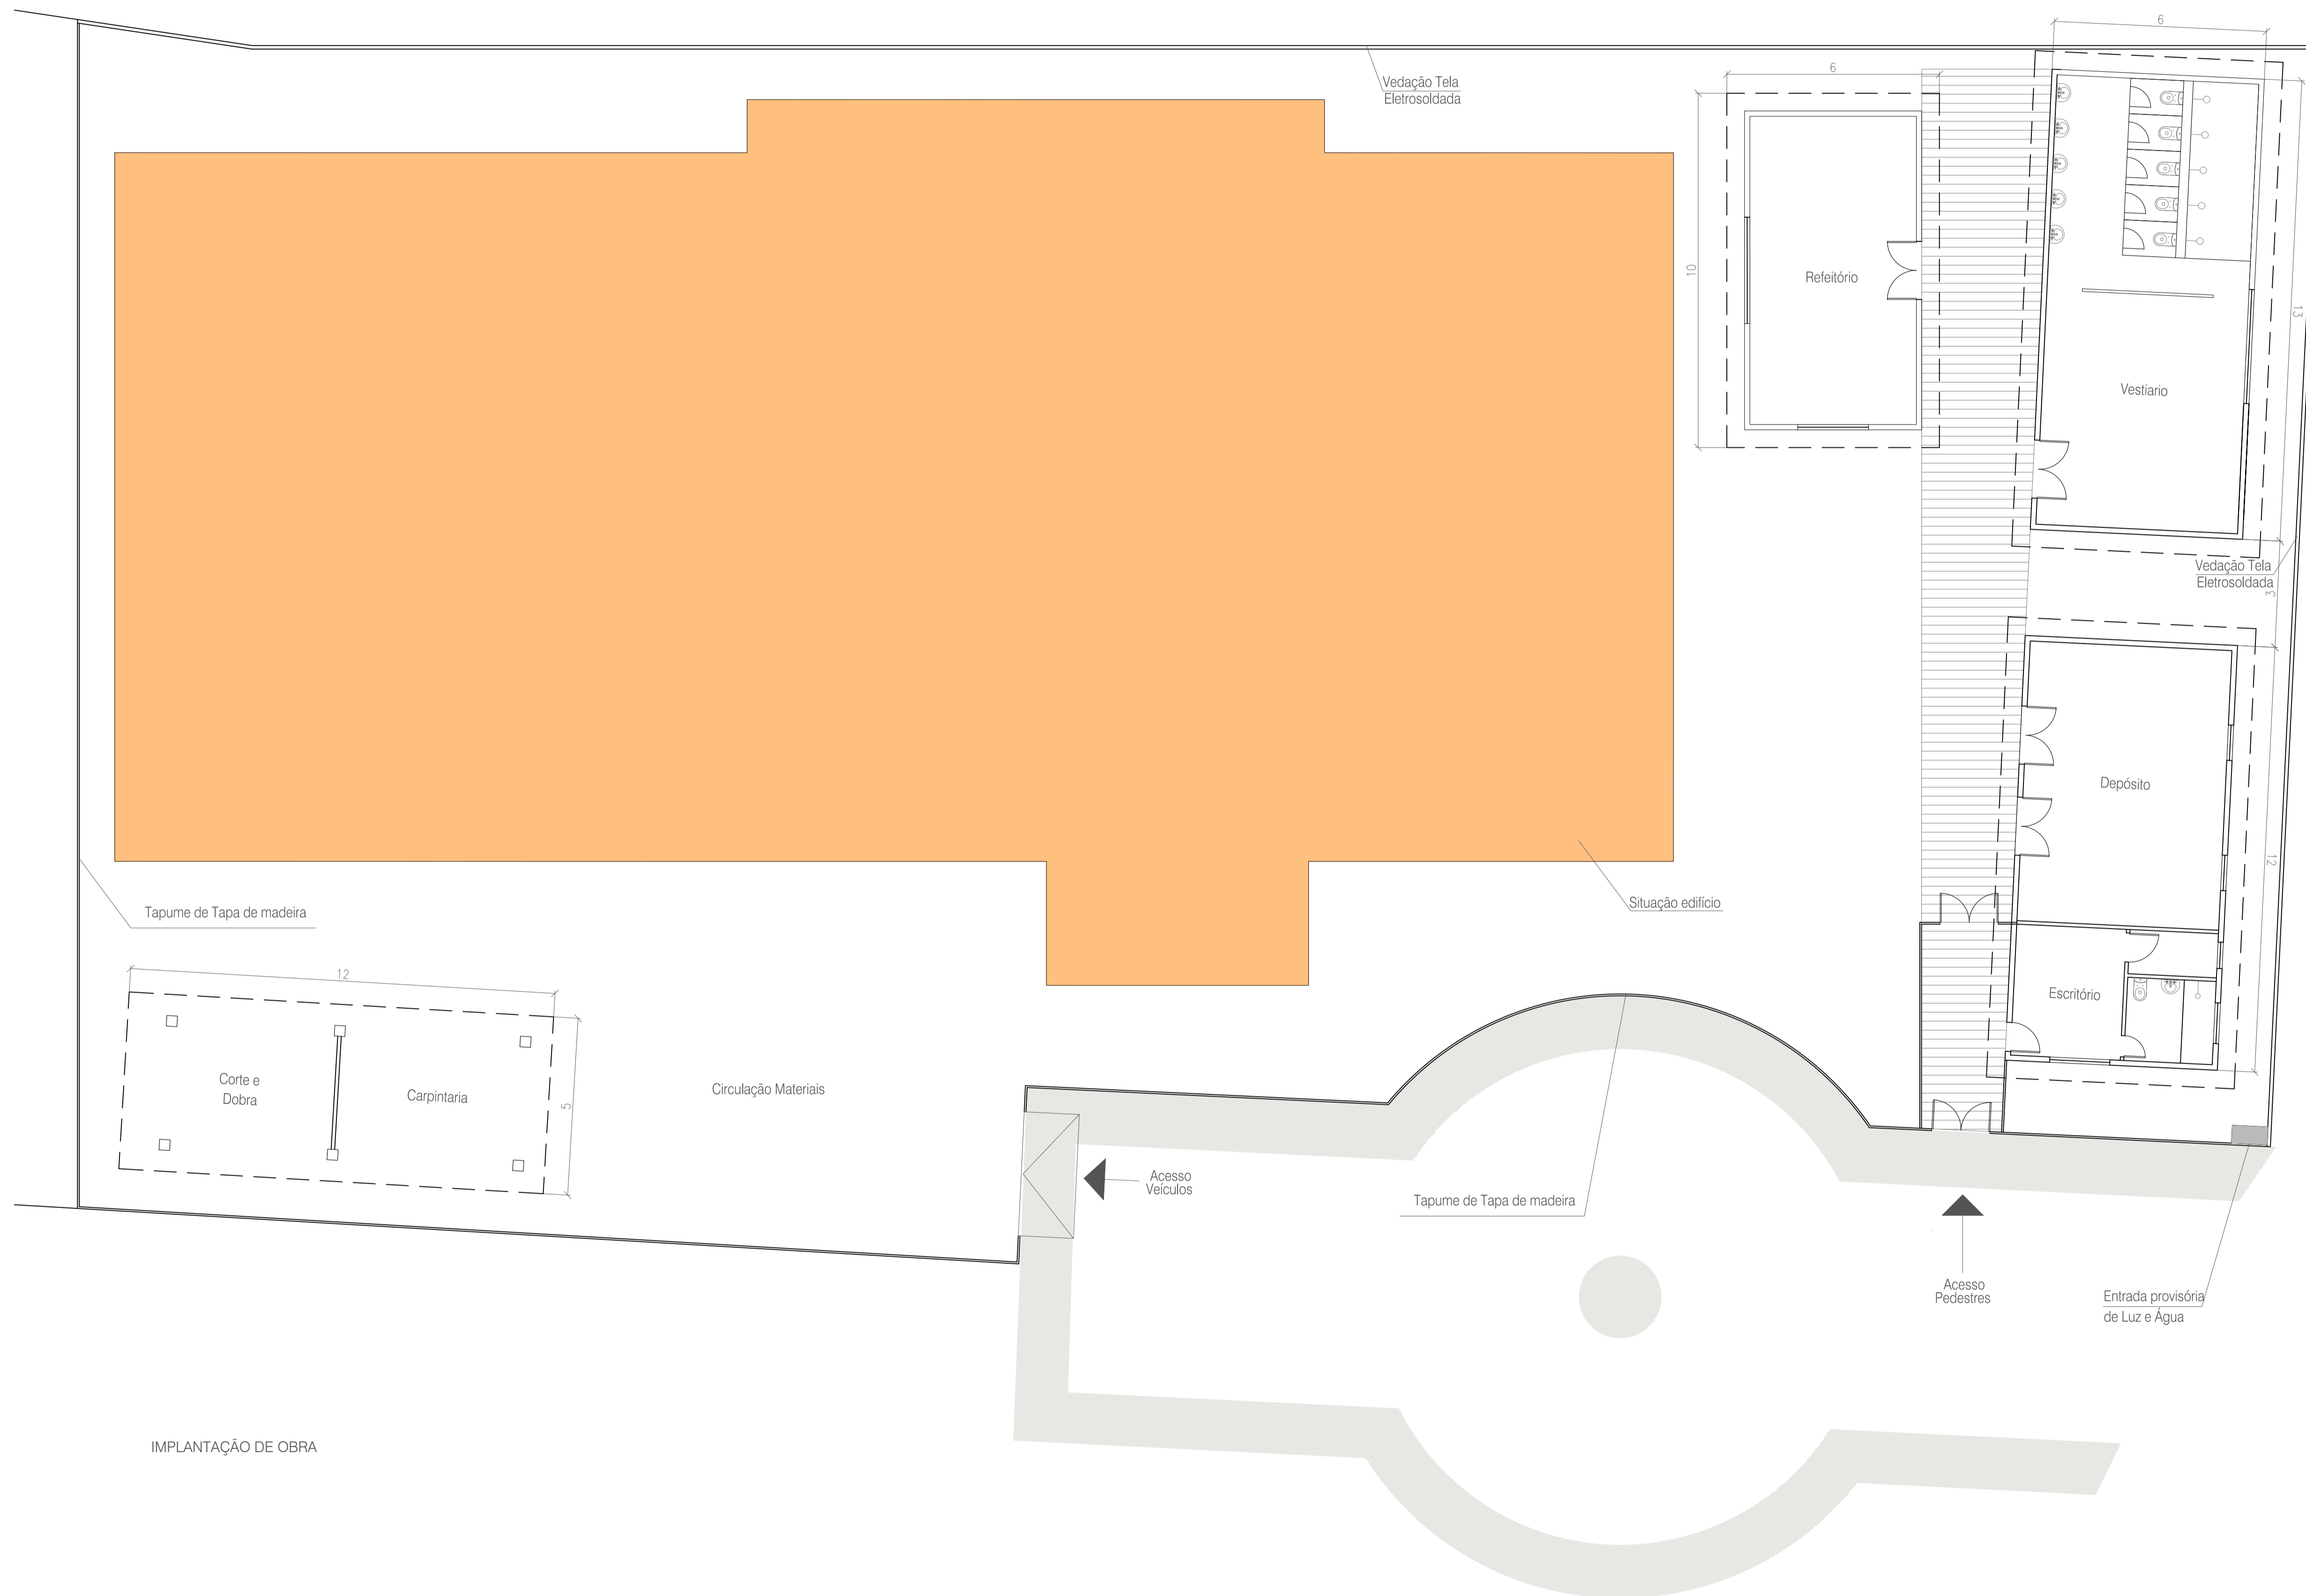 6
Vedação Tela
Eletrosoldada
6
10
Refeitório
13
Vestiario
Vedação Tela
Eletrosoldada
3
Depósito
12
Situação edifício
Tapume de Tapa de madeira
12
Escritório
Corte e
Dobra
Carpintaria
5
Circulação Materiais
Acesso
Veículos
Tapume de Tapa de madeira
Acesso
Pedestres
Entrada provisória
de Luz e Água
IMPLANTAÇÃO DE OBRA